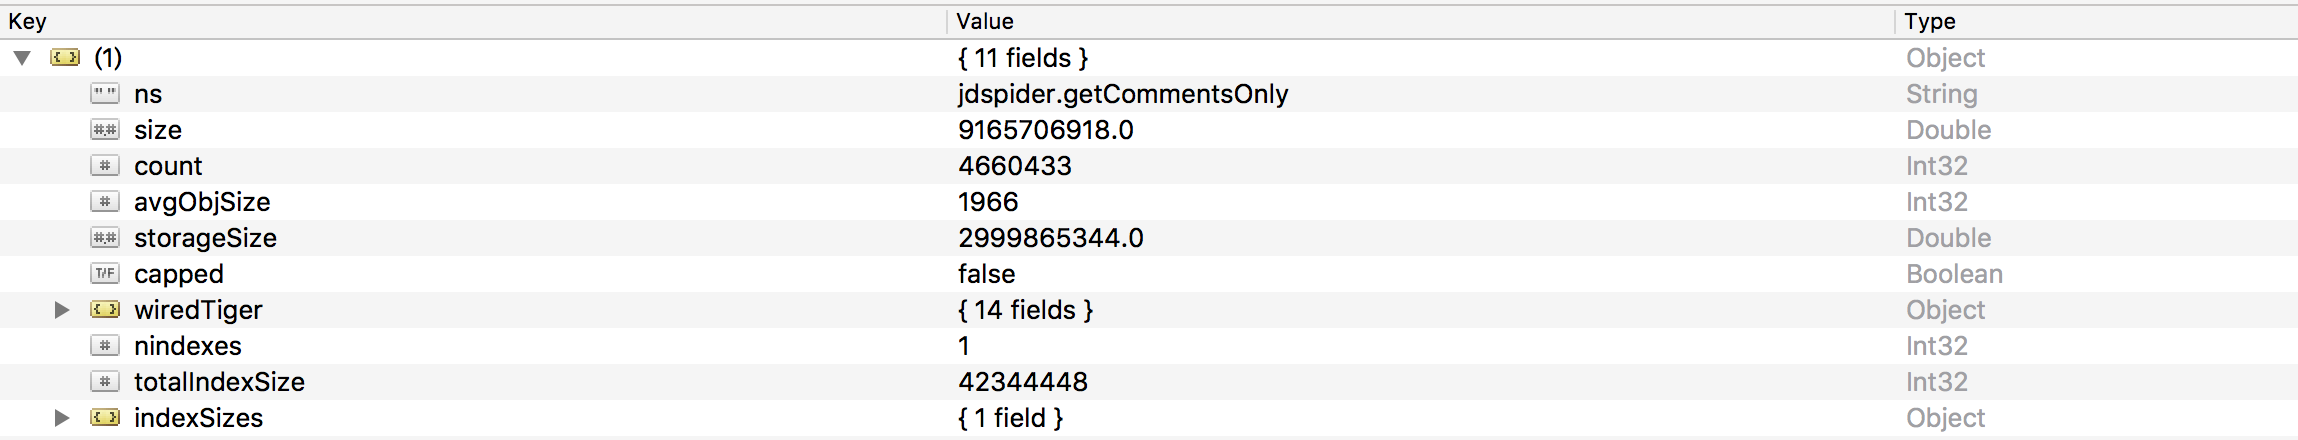 Key Value Type
(1) { 11 fields } Object
ns jdspider.getCommentsOnly String
size 9165706918.0 Double
count 4660433 Int32
avgObjSize 1966 Int32
storageSize 2999865344.0 Double
capped false Boolean
wiredTiger { 14 fields } Object
nindexes 1 Int32
totalIndexSize 42344448 Int32
indexSizes { 1 field } Object